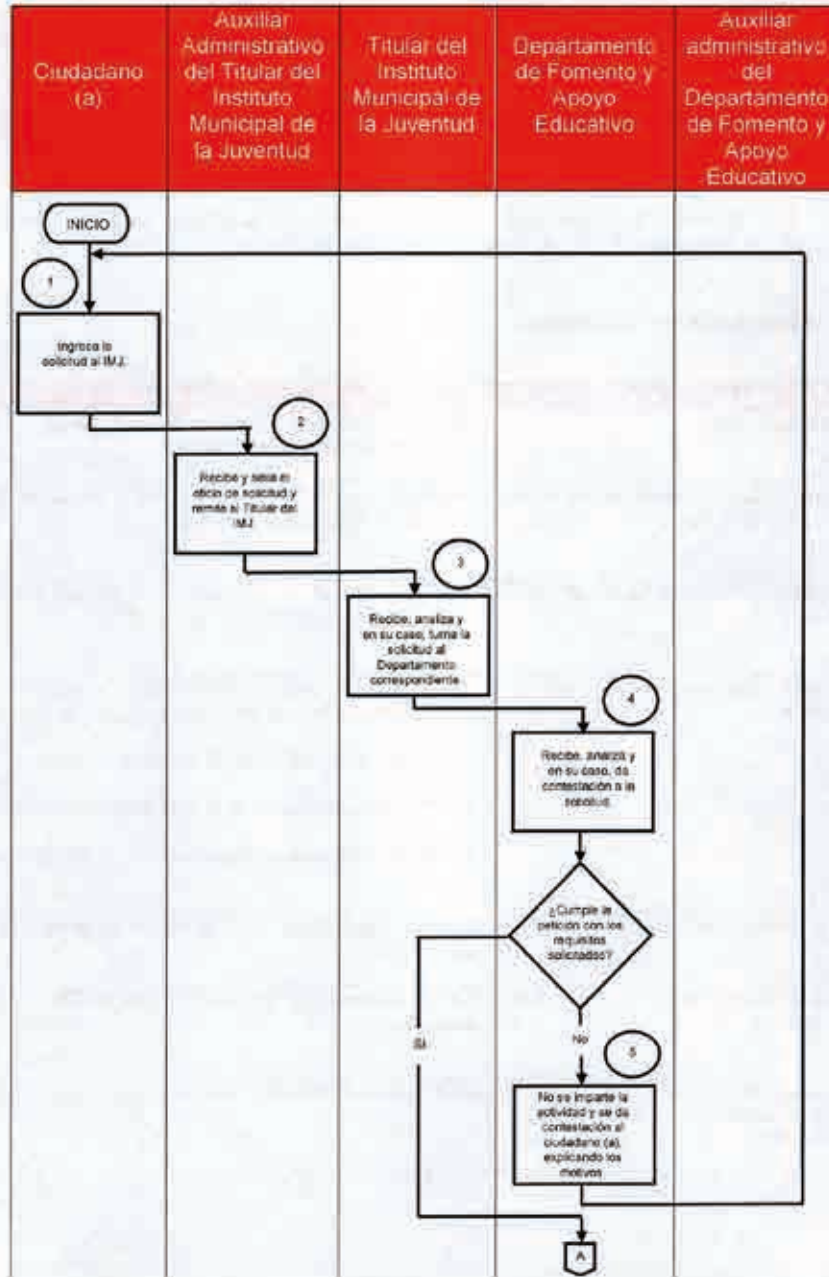 Ciudadano
(a)
Auxiliar
Administrativo
del Titular del
Instituto
Municipal de
la Juventud
Titular del
Instituto
Municipal de
la Juventud
Departamento
de Fomento y
Apoyo
Educativo
Auxiliar
administrativo
del
Departamento
de Fomento y
Apoyo
Educativo
INICIO
1
Ingresa la
solicitud al IMJ.
2
Recibe y sella el
oficio de solicitud y
remite al Titular del
IMJ
3
Recibe, analiza y
en su caso, turna la
solicitud al
Departamento
correspondiente.
4
Recibe, analiza y
en su caso, da
contestación a la
solicitud.
¿Cumple la
petición con los
requisitos
solicitados?
Si
No
5
No se imparte la
actividad y se da
contestación al
ciudadano (a),
explicando los
motivos
A